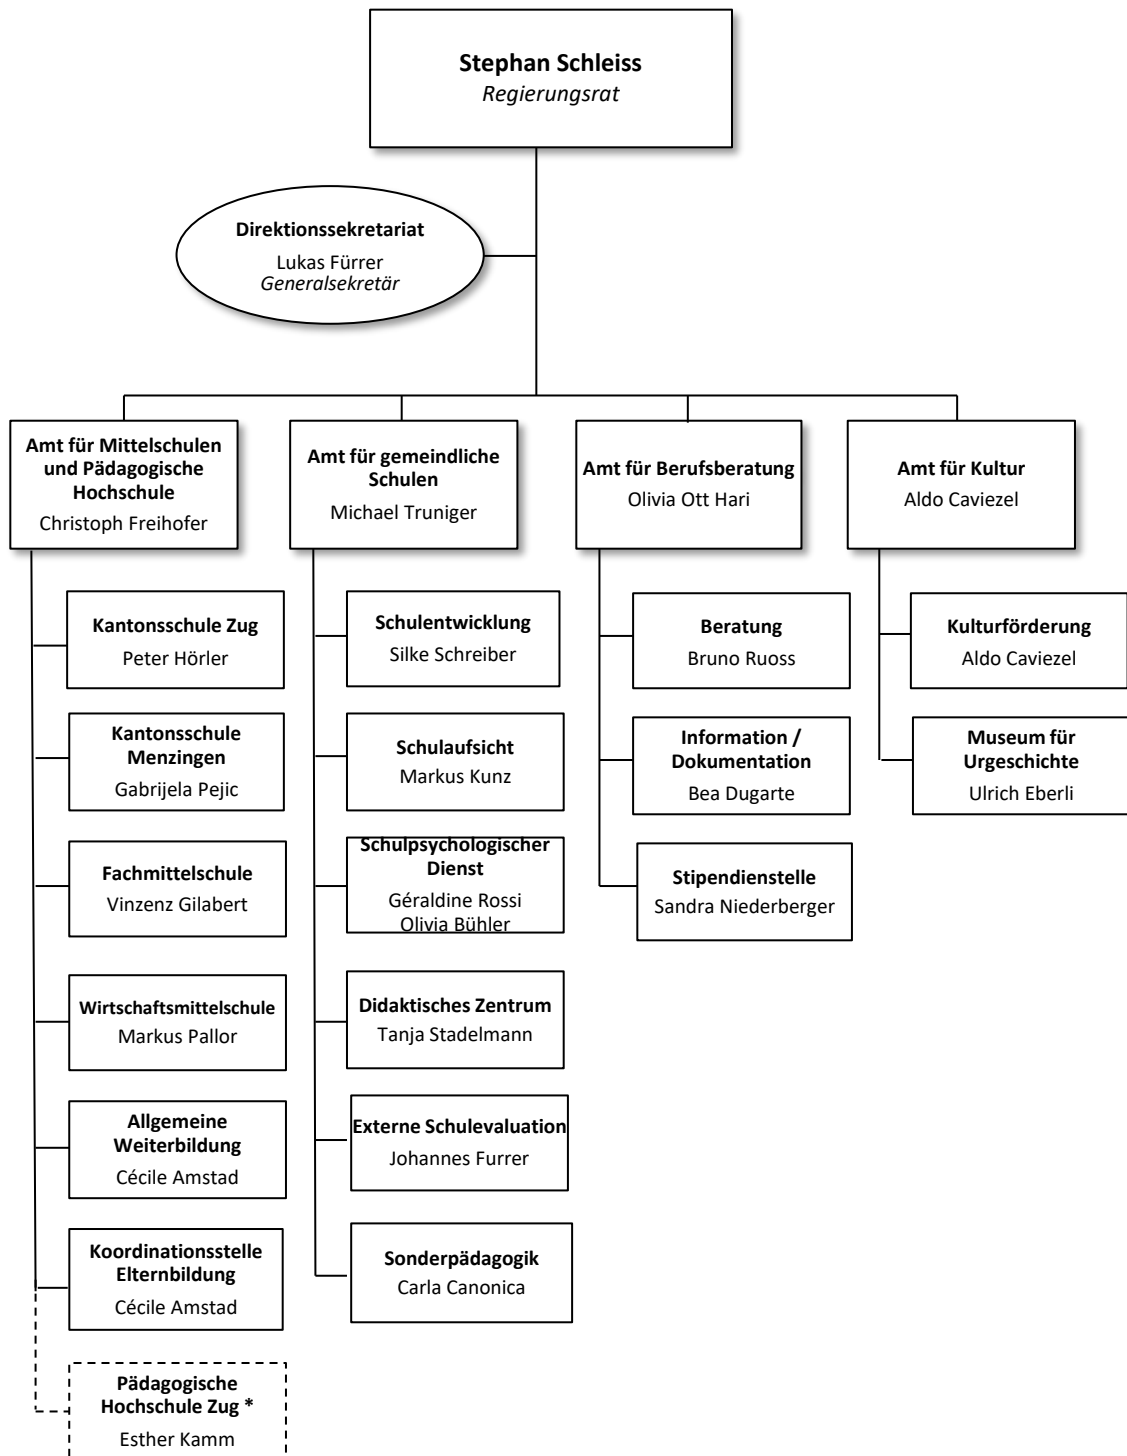 Stephan Schleiss
Regierungsrat
Direktionssekretariat
Lukas Fürrer
Generalsekretär
Amt für Mittelschulen
und Pädagogische
Hochschule
Christoph Freihofer
Kantonsschule Zug
Peter Hörler
Kantonsschule
Menzingen
Gabrijela Pejic
Fachmittelschule
Vinzenz Gilabert
Wirtschaftsmittelschule
Markus Pallor
Allgemeine
Weiterbildung
Cécile Amstad
Koordinationsstelle
Elternbildung
Cécile Amstad
Pädagogische
Hochschule Zug *
Esther Kamm
Amt für gemeindliche
Schulen
Michael Truniger
Schulentwicklung
Silke Schreiber
Schulaufsicht
Markus Kunz
Schulpsychologischer
Dienst
Géraldine Rossi
Olivia Bühler
Didaktisches Zentrum
Tanja Stadelmann
Externe Schulevaluation
Johannes Furrer
Sonderpädagogik
Carla Canonica
Amt für Berufsberatung
Olivia Ott Hari
Beratung
Bruno Ruoss
Information /
Dokumentation
Bea Dugarte
Stipendienstelle
Sandra Niederberger
Amt für Kultur
Aldo Caviezel
Kulturförderung
Aldo Caviezel
Museum für
Urgeschichte
Ulrich Eberli